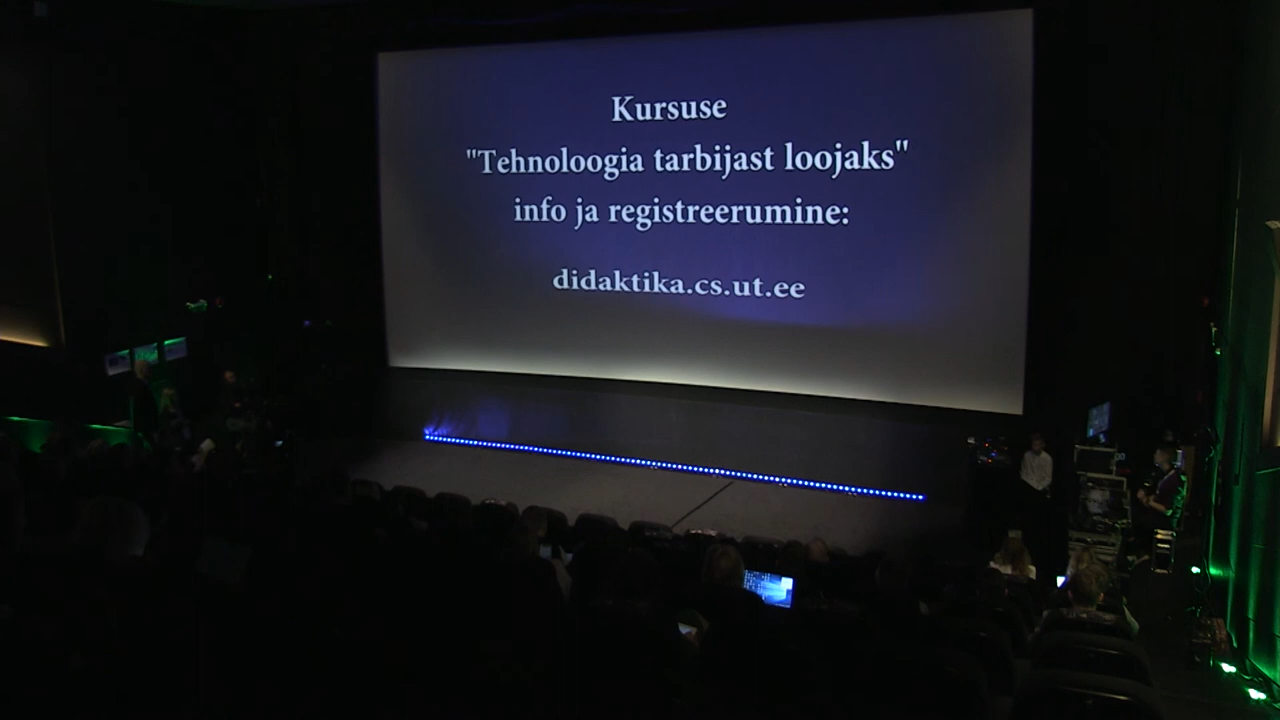 Kursuse
"Tehnoloogia tarbijast loojaks"
info ja registreerumine:
didaktika.cs.ut.ee